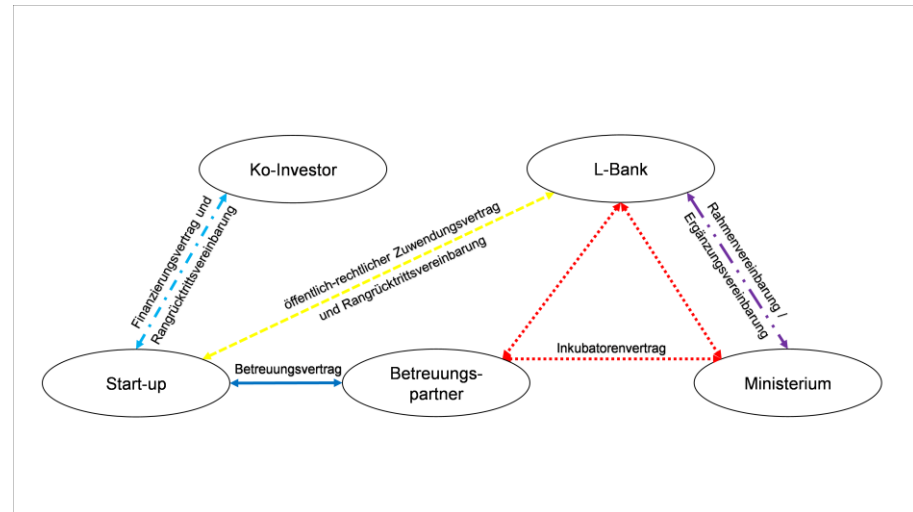 Ko-Investor
L-Bank
Finanzierungsvertrag und
Rangrücktrittsvereinbarung
öffentlich-rechtlicher Zuwendungsvertrag
und Rangrücktrittsvereinbarung
Rahmenvereinbarung /
Ergänzungsvereinbarung
Start-up
Betreuungsvertrag
Betreuungs-
partner
Inkubatorenvertrag
Ministerium